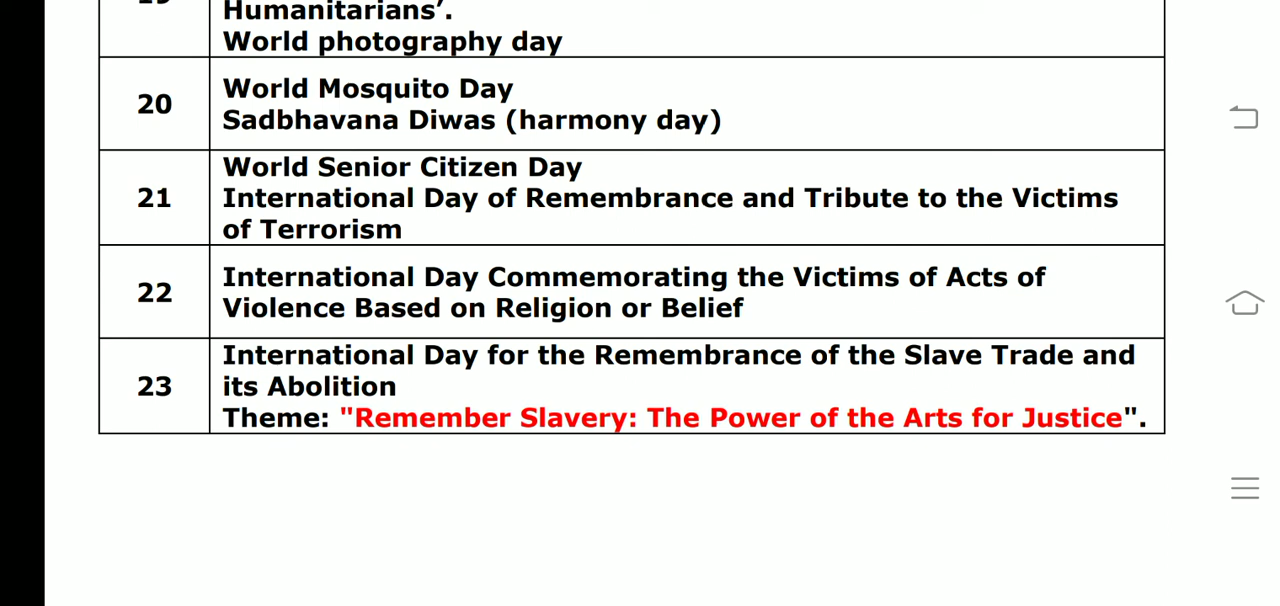 Humanitarians’.
World photography day
20
World Mosquito Day
Sadbhavana Diwas (harmony day)
21
World Senior Citizen Day
International Day of Remembrance and Tribute to the Victims
of Terrorism
22
International Day Commemorating the Victims of Acts of
Violence Based on Religion or Belief
23
International Day for the Remembrance of the Slave Trade and
its Abolition
Theme: "Remember Slavery: The Power of the Arts for Justice".